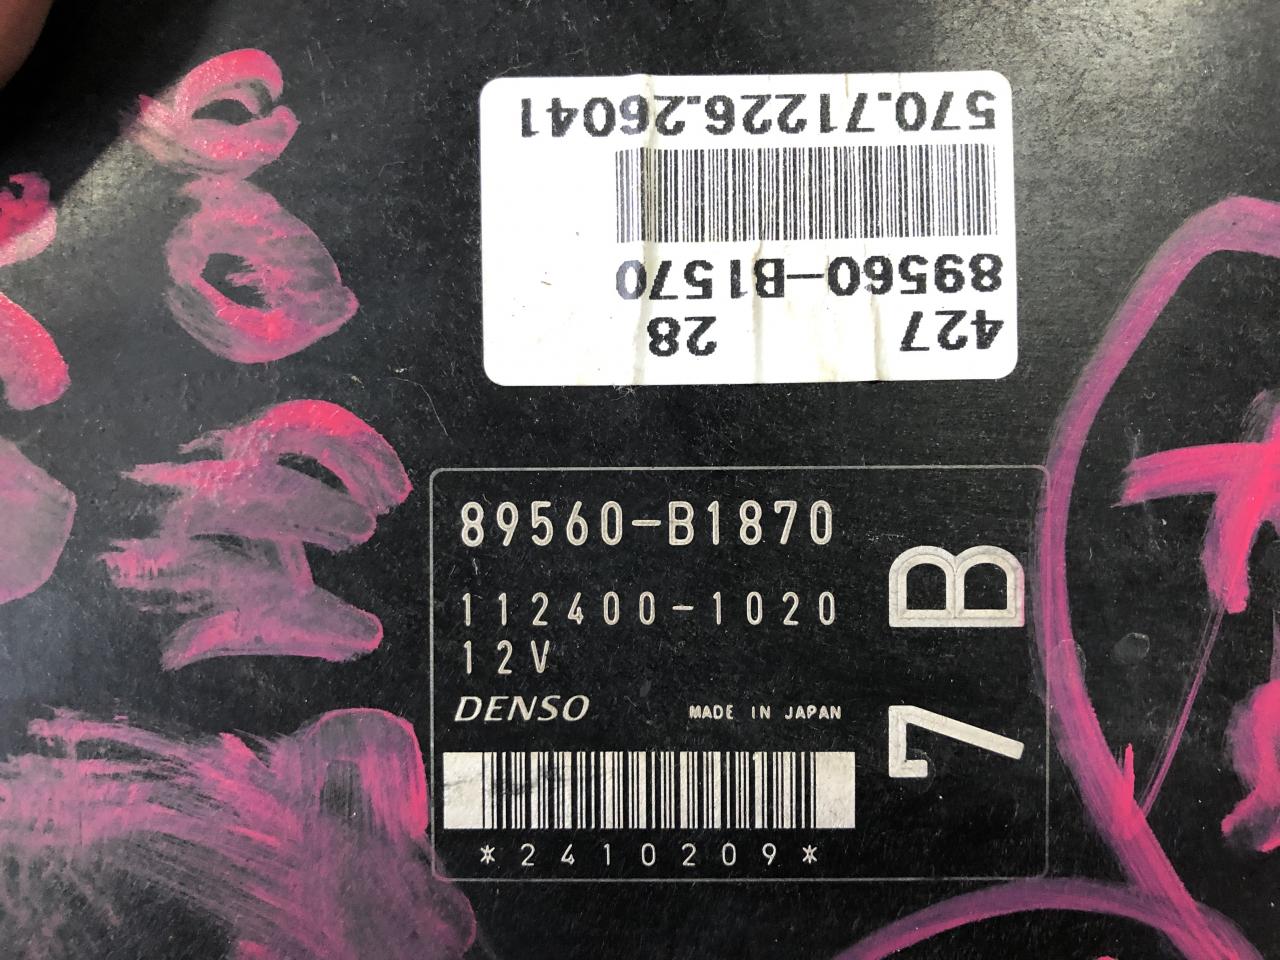 427 28
89560-B1570
570.71226.26041
89560-B1870
112400-1020
12V
DENSO MADE IN JAPAN
*2410209*
7B